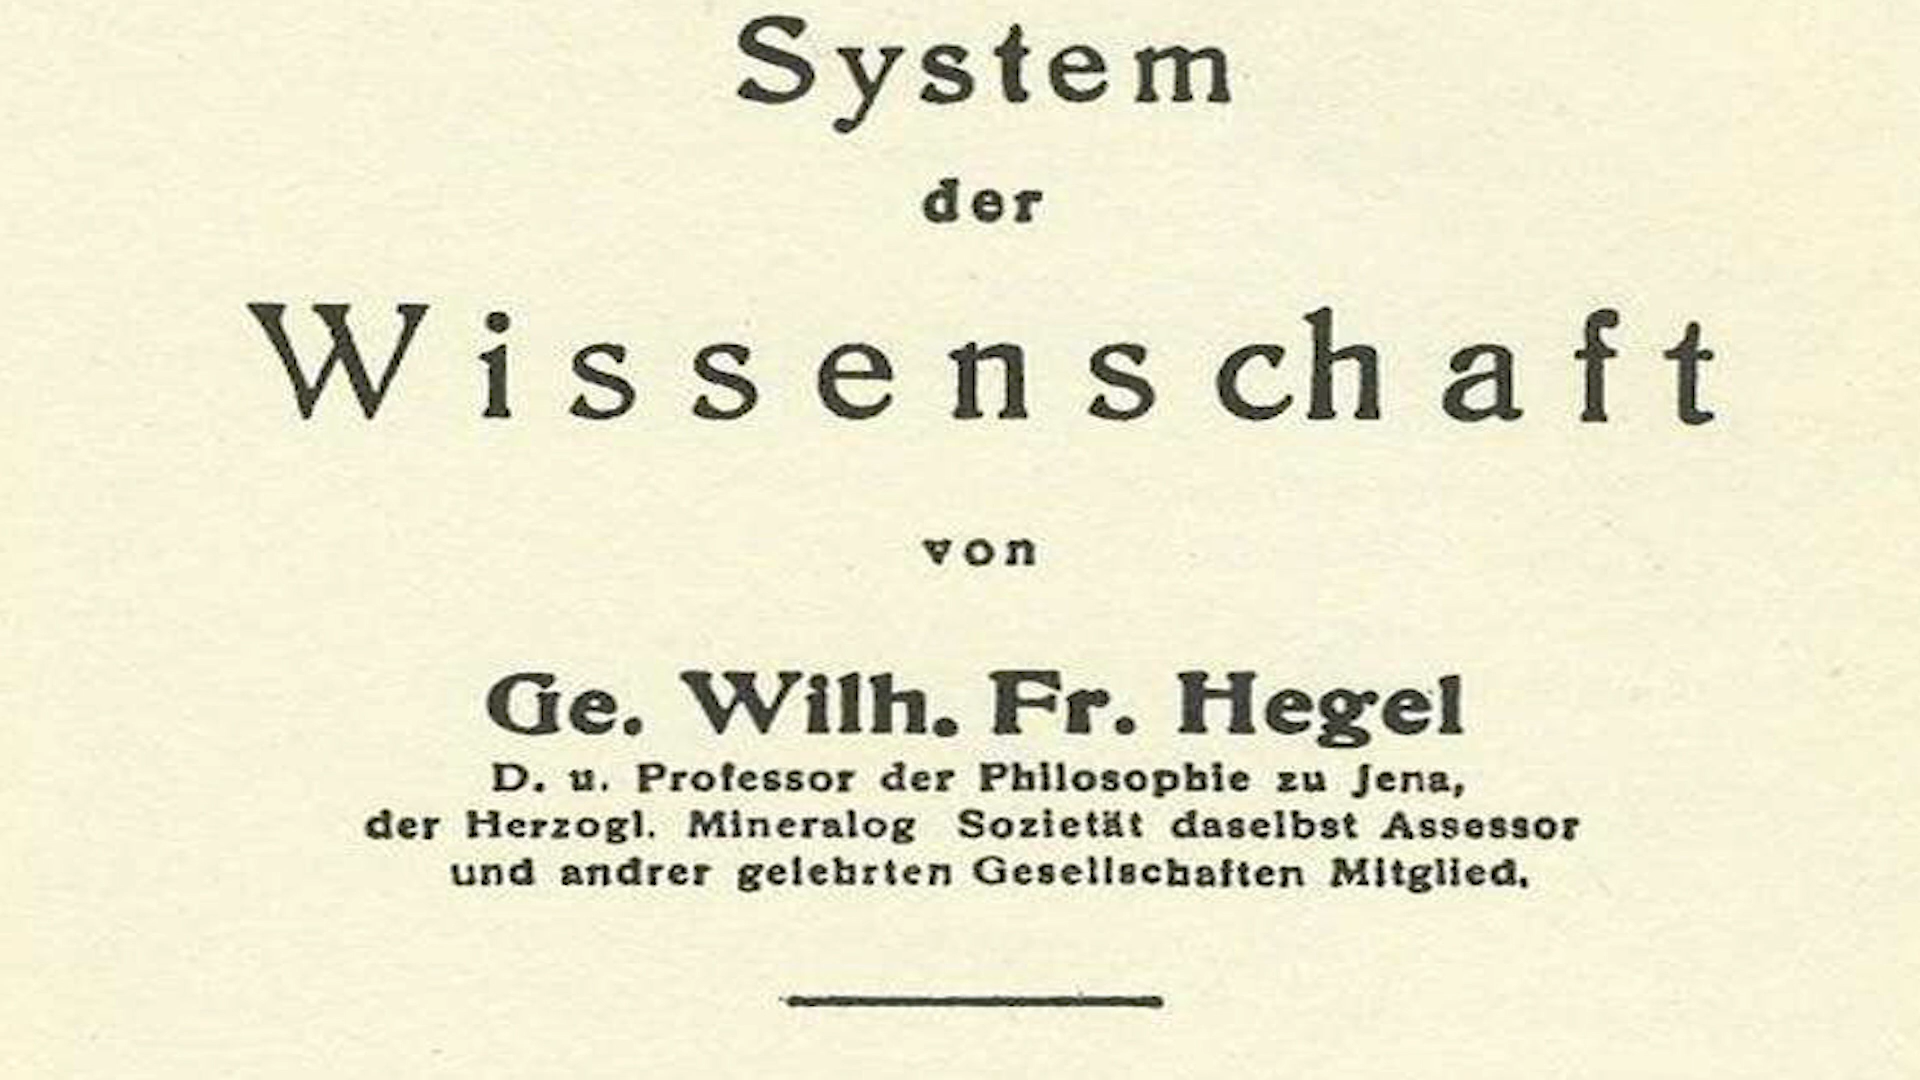 System
der
Wissenschaft
von
Ge. Wilh. Fr. Hegel
D. u. Professor der Philosophie zu Jena,
der Herzogl. Mineralog Sozietät daselbst Assessor
und andrer gelehrten Gesellschaften Mitglied.